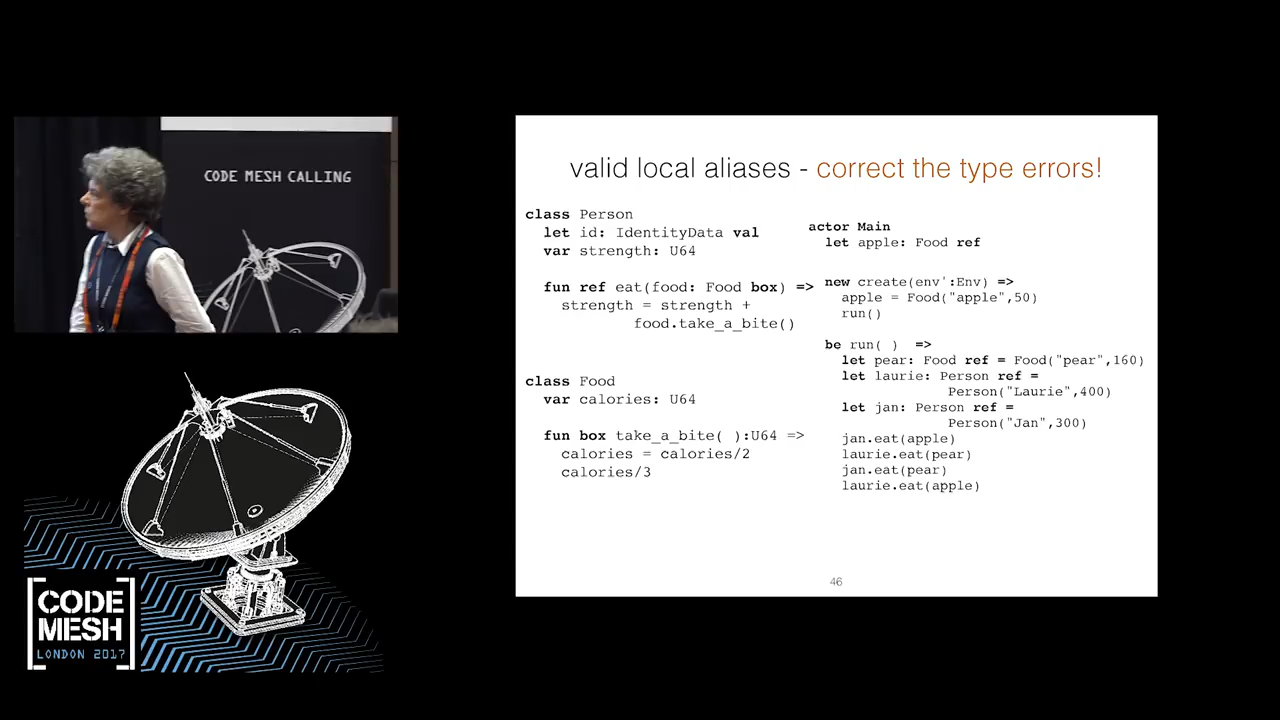 CODE MESH CALLING
valid local aliases - correct the type errors!
class Person
let id: IdentityData val
var strength: U64
fun ref eat(food: Food box) =>
strength = strength +
food.take_a_bite()
class Food
var calories: U64
fun box take_a_bite( ):U64 =>
calories = calories/2
calories/3
actor Main
let apple: Food ref
new create(env':Env) =>
apple = Food("apple",50)
run()
be run( ) =>
let pear: Food ref = Food("pear",160)
let laurie: Person ref =
Person("Laurie",400)
let jan: Person ref =
Person("Jan",300)
jan.eat(apple)
laurie.eat(pear)
jan.eat(pear)
laurie.eat(apple)
46
CODE
MESH
LONDON 2017